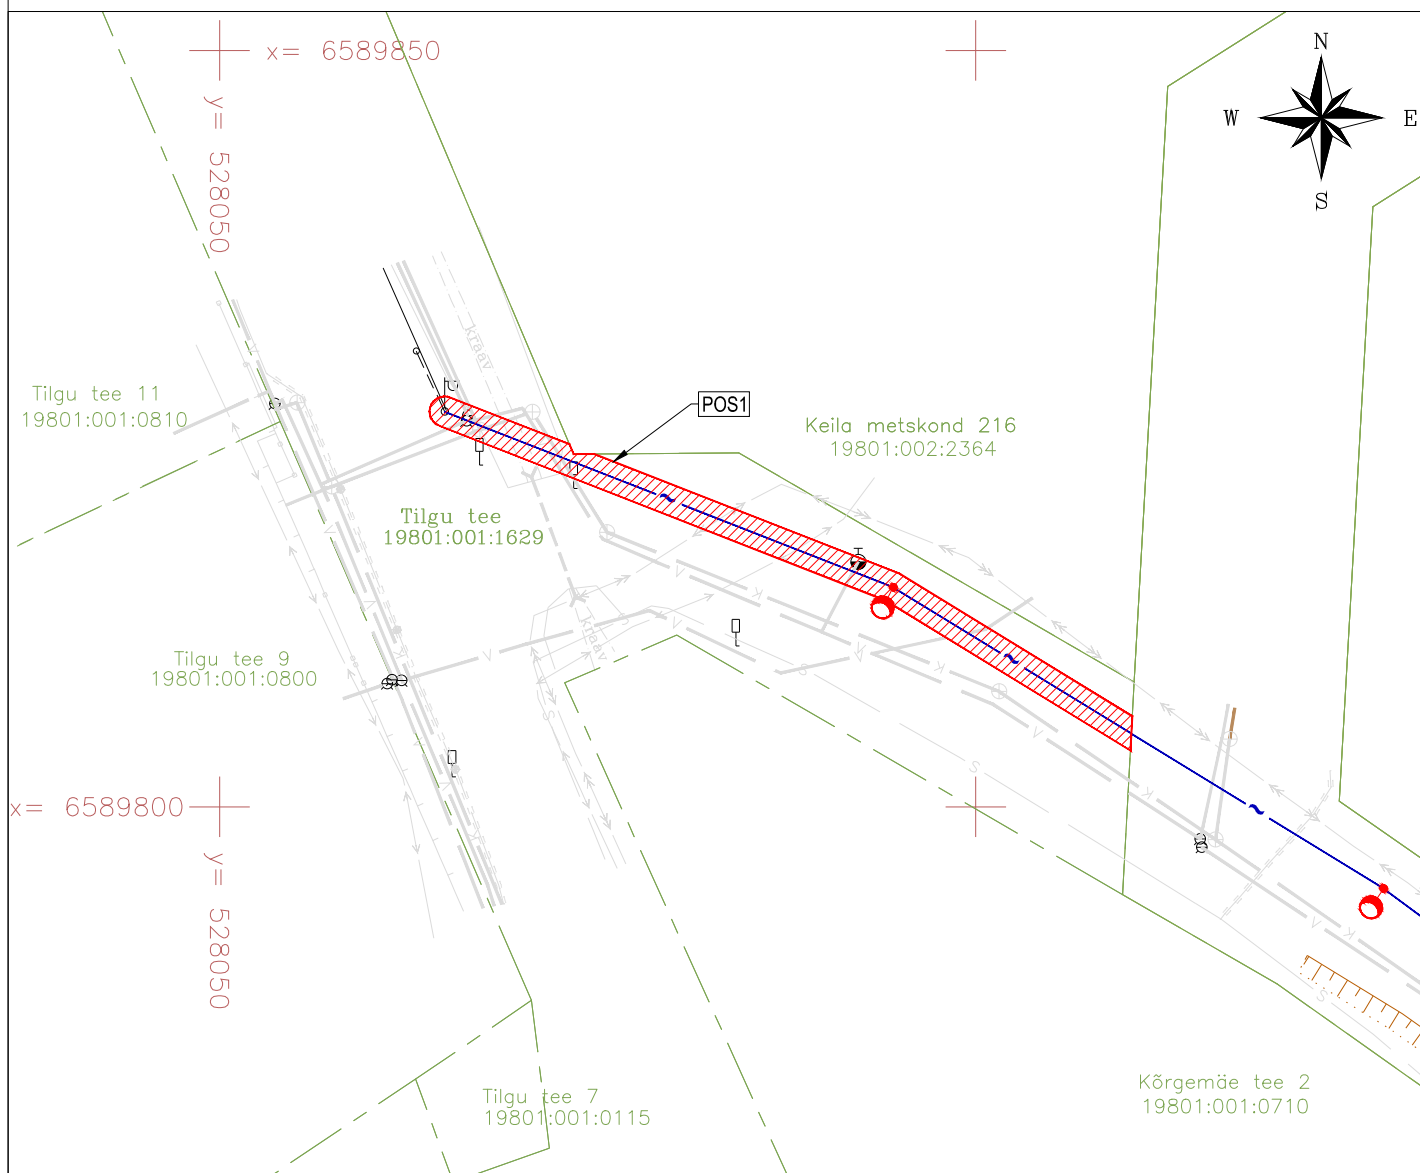 x= 6589850
y= 528050
N
W
E
S
kraav
Tilgu tee 11
19801:001:0810
POS1
Keila metskond 216
19801:002:2364
Tilgu tee
19801:001:1629
kraav
Tilgu tee 9
19801:001:0800
x= 6589800
y= 528050
Tilgu tee 7
19801:001:0115
Kõrgemäe tee 2
19801:001:0710
V
V
V
K
V
K
V
K
V
K
V
K
V
K
S
S
S
S
S